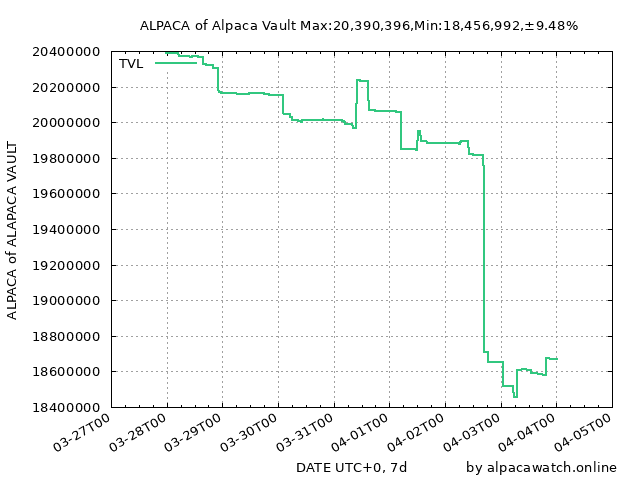 ALPACA of Alpaca Vault Max:20,390,396,Min:18,456,992,±9.48%
TVL
ALPACA of ALAPACA VAULT
20400000
20200000
20000000
19800000
19600000
19400000
19200000
19000000
18800000
18600000
18400000
03-27T00
03-28T00
03-29T00
03-30T00
03-31T00
04-01T00
04-02T00
04-03T00
04-04T00
04-05T00
DATE UTC+0, 7d
by alpacawatch.online